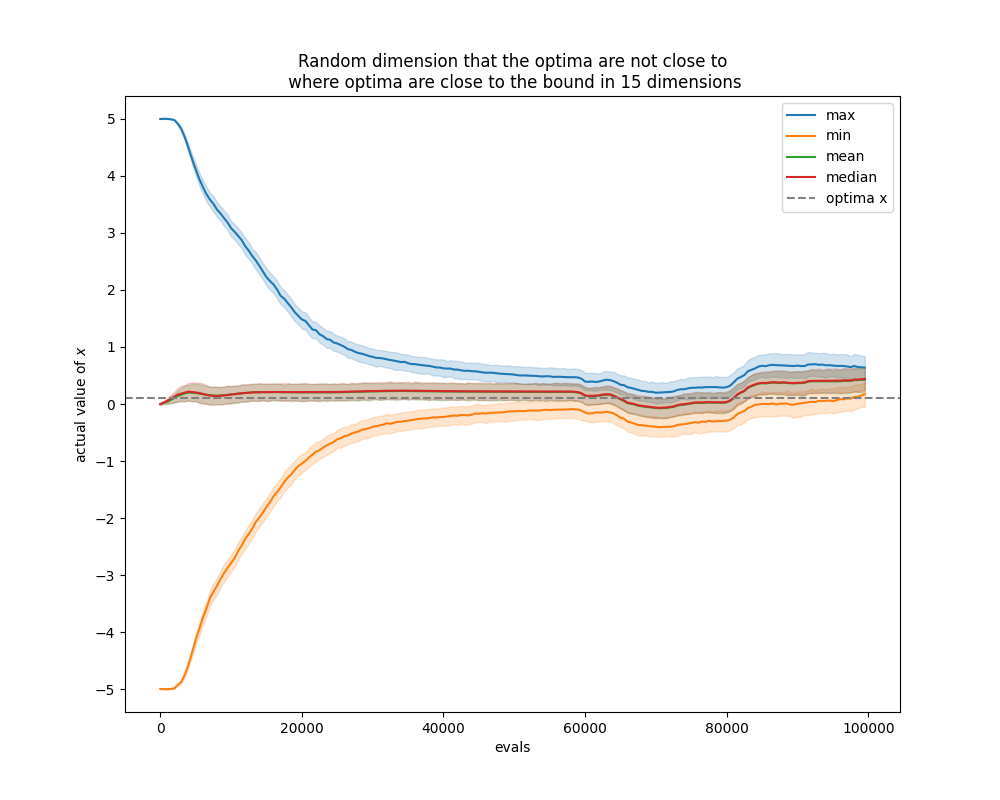 Random dimension that the optima are not close to
where optima are close to the bound in 15 dimensions
max
min
mean
median
optima x
5
4
3
2
1
0
−1
−2
−3
−4
−5
actual value of x
0
20000
40000
60000
80000
100000
evals